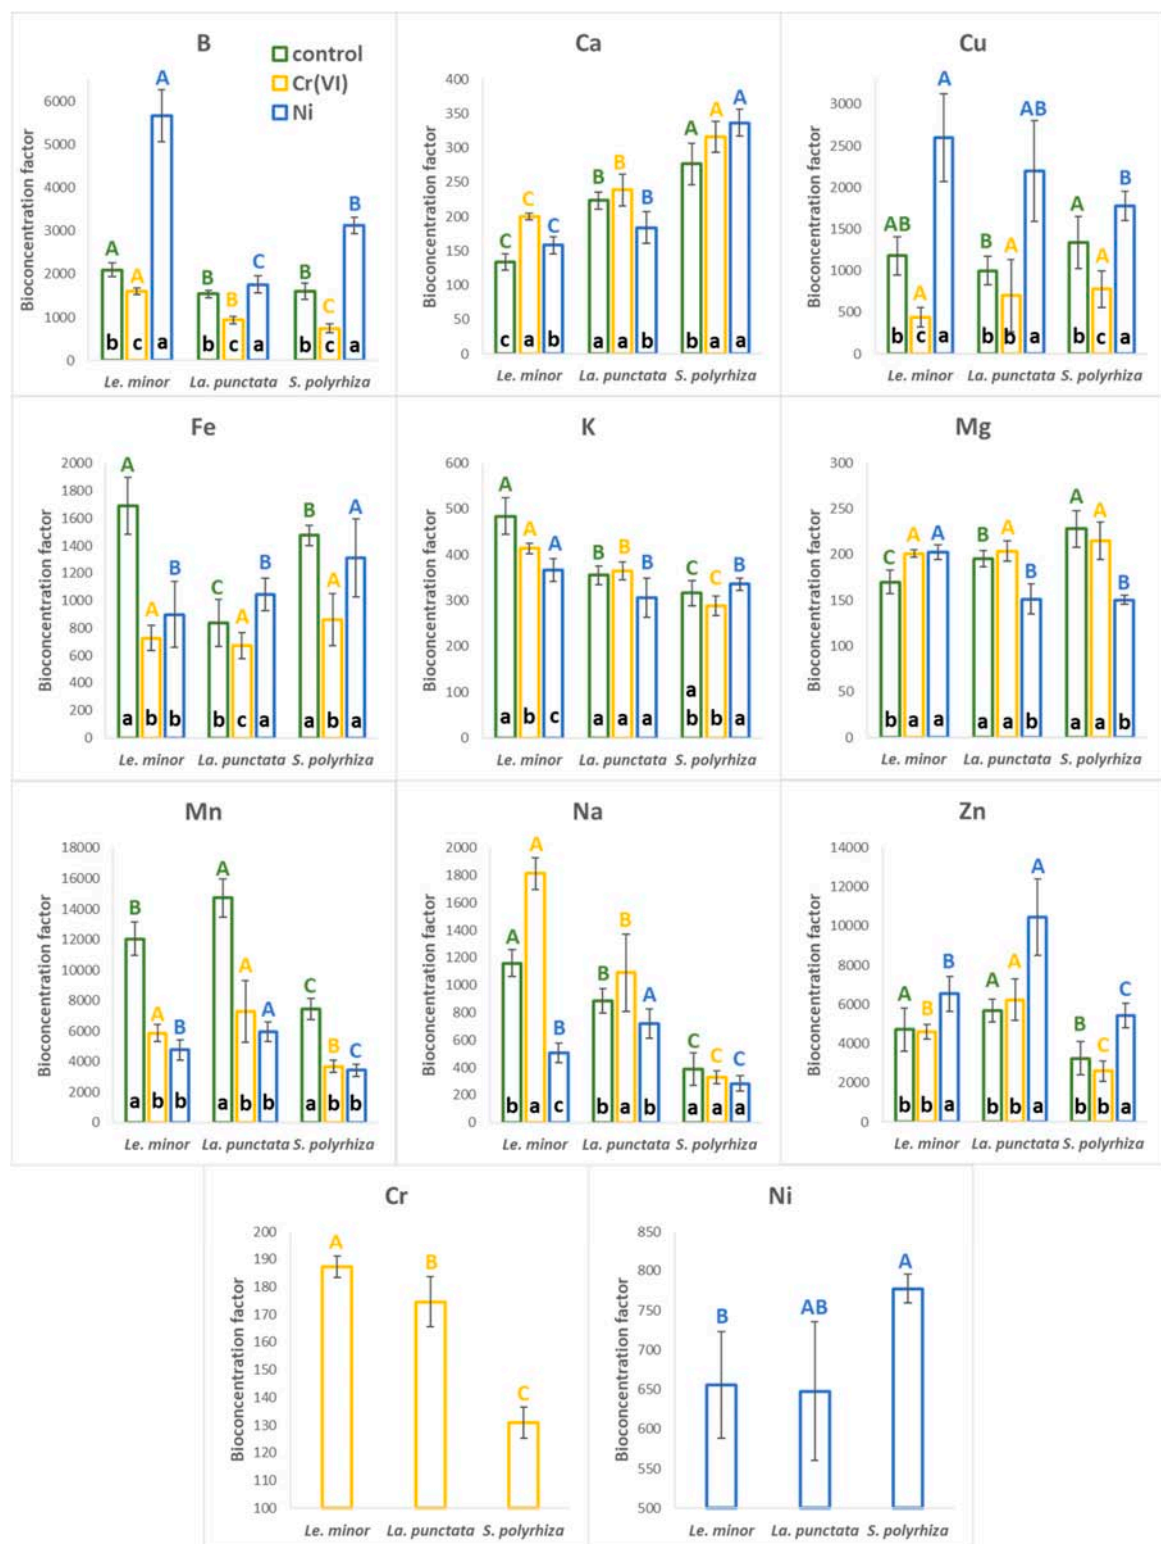 B
control
Cr(VI)
Ni
Bioconcentration factor
6000
5000
4000
3000
2000
1000
0
A A A
B B C
B C B
b c a b c a b c a
Le. minor La. punctata S. polyrhiza
Ca
Bioconcentration factor
400
350
300
250
200
150
100
50
0
C C C
B B B
A A A
c a b a a b b a a
Le. minor La. punctata S. polyrhiza
Cu
Bioconcentration factor
3000
2500
2000
1500
1000
500
0
AB A A
B A AB
A A B
b c a b b a b c a
Le. minor La. punctata S. polyrhiza
Fe
Bioconcentration factor
2000
1800
1600
1400
1200
1000
800
600
400
200
0
A A B
C A B
B A A
a b b b c a a b a
Le. minor La. punctata S. polyrhiza
K
Bioconcentration factor
600
500
400
300
200
100
0
A A A
B B B
C C B
a
a b c a a a b b a
Le. minor La. punctata S. polyrhiza
Mg
Bioconcentration factor
300
250
200
150
100
50
0
C A A
B A B
A A B
b a a a a b a a b
Le. minor La. punctata S. polyrhiza
Mn
Bioconcentration factor
18000
16000
14000
12000
10000
8000
6000
4000
2000
0
B A B
A A A
C B C
a b b a b b a b b
Le. minor La. punctata S. polyrhiza
Na
Bioconcentration factor
2000
1800
1600
1400
1200
1000
800
600
400
200
0
A A B
B B A
C C C
b a c b a b a a a
Le. minor La. punctata S. polyrhiza
Zn
Bioconcentration factor
14000
12000
10000
8000
6000
4000
2000
0
A B B
A A A
B C C
b b a b b a b b a
Le. minor La. punctata S. polyrhiza
Cr
Bioconcentration factor
200
190
180
170
160
150
140
130
120
110
100
A B C
Le. minor La. punctata S. polyrhiza
Ni
Bioconcentration factor
850
800
750
700
650
600
550
500
B AB A
Le. minor La. punctata S. polyrhiza